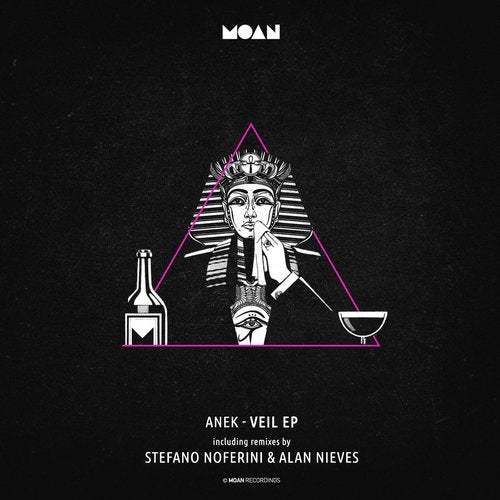 MOAN
ANEK - VEIL EP
including remixes by
STEFANO NOFERINI & ALAN NIEVES
© MOAN RECORDINGS